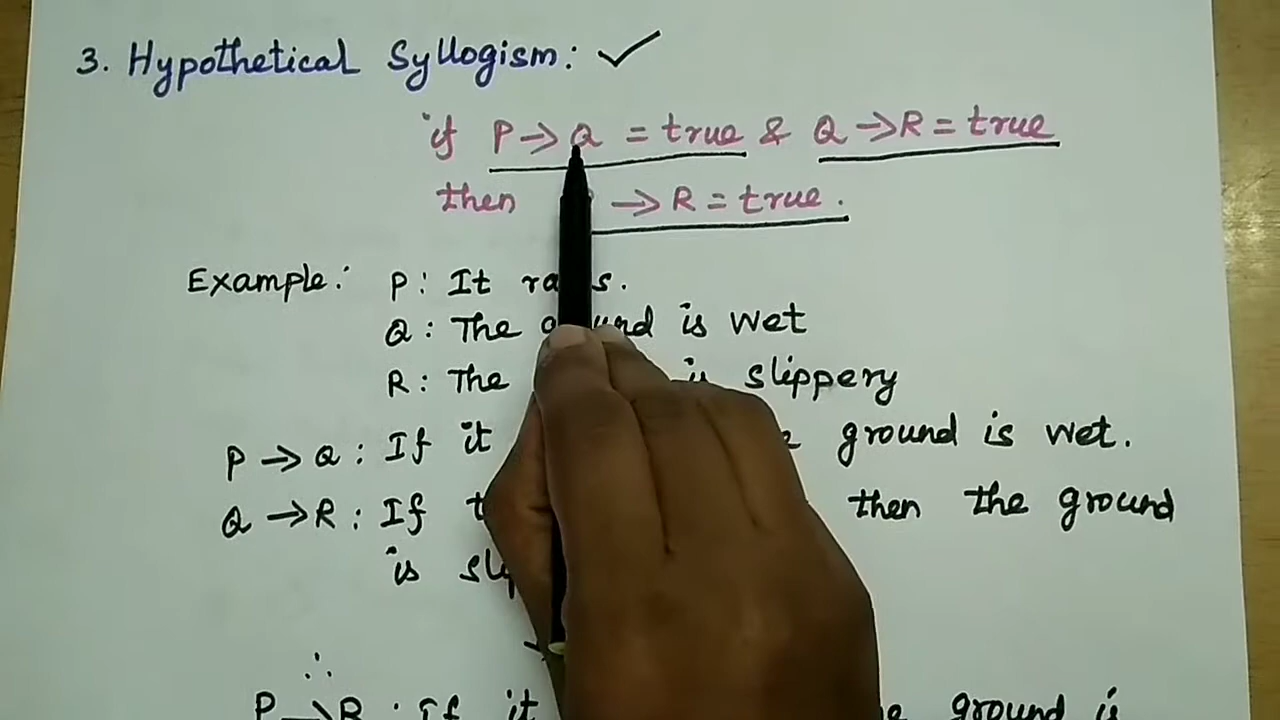 3. Hypothetical Syllogism: ✓
if P → Q = true & Q → R = true
then → R = true.
Example: P: It s.
Q: The is wet
R: The is slippery
P → Q: If it ground is wet.
Q → R: If then the ground
is
∴
P → R: If it ground is